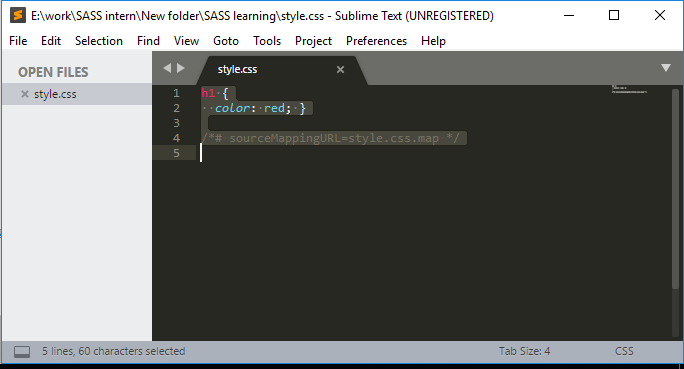 E:\work\SASS intern\New folder\SASS learning\style.css - Sublime Text (UNREGISTERED)
File Edit Selection Find View Goto Tools Project Preferences Help
OPEN FILES
style.css
style.css
1 h1 {
2   color: red; }
3
4 /*# sourceMappingURL=style.css.map */
5
5 lines, 60 characters selected
Tab Size: 4
CSS